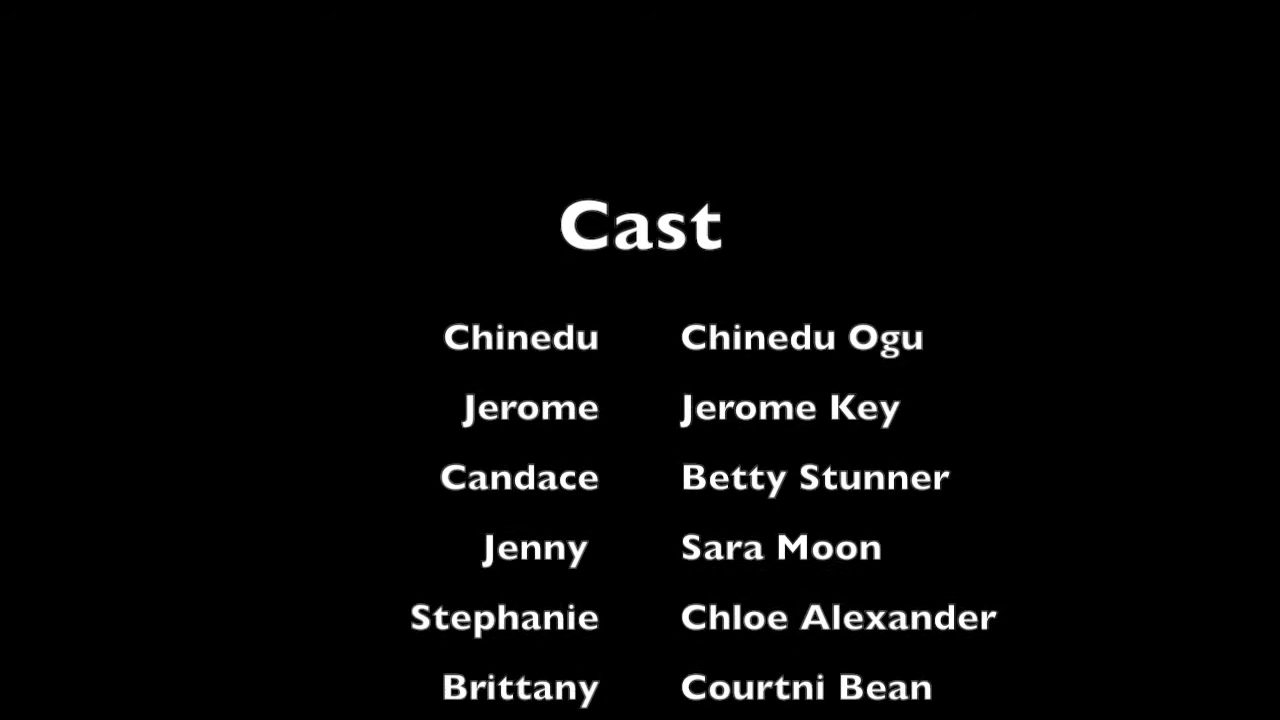 Cast
Chinedu Chinedu Ogu
Jerome Jerome Key
Candace Betty Stunner
Jenny Sara Moon
Stephanie Chloe Alexander
Brittany Courtni Bean